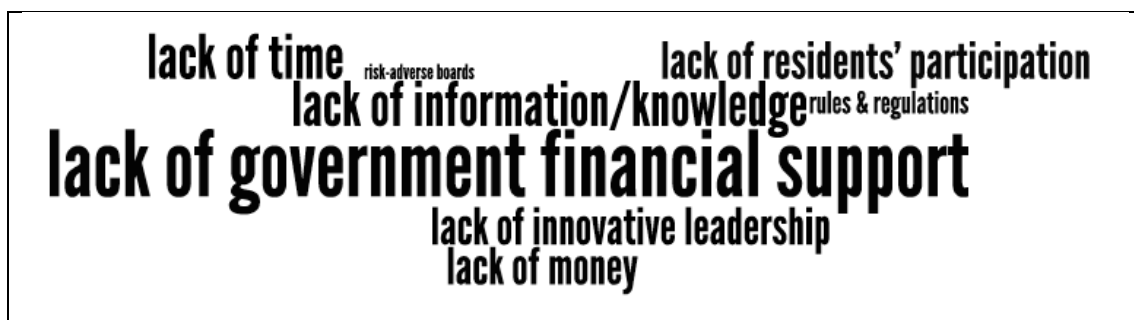 lack of time
risk-adverse boards
lack of residents’ participation
lack of information/knowledge
rules & regulations
lack of government financial support
lack of innovative leadership
lack of money